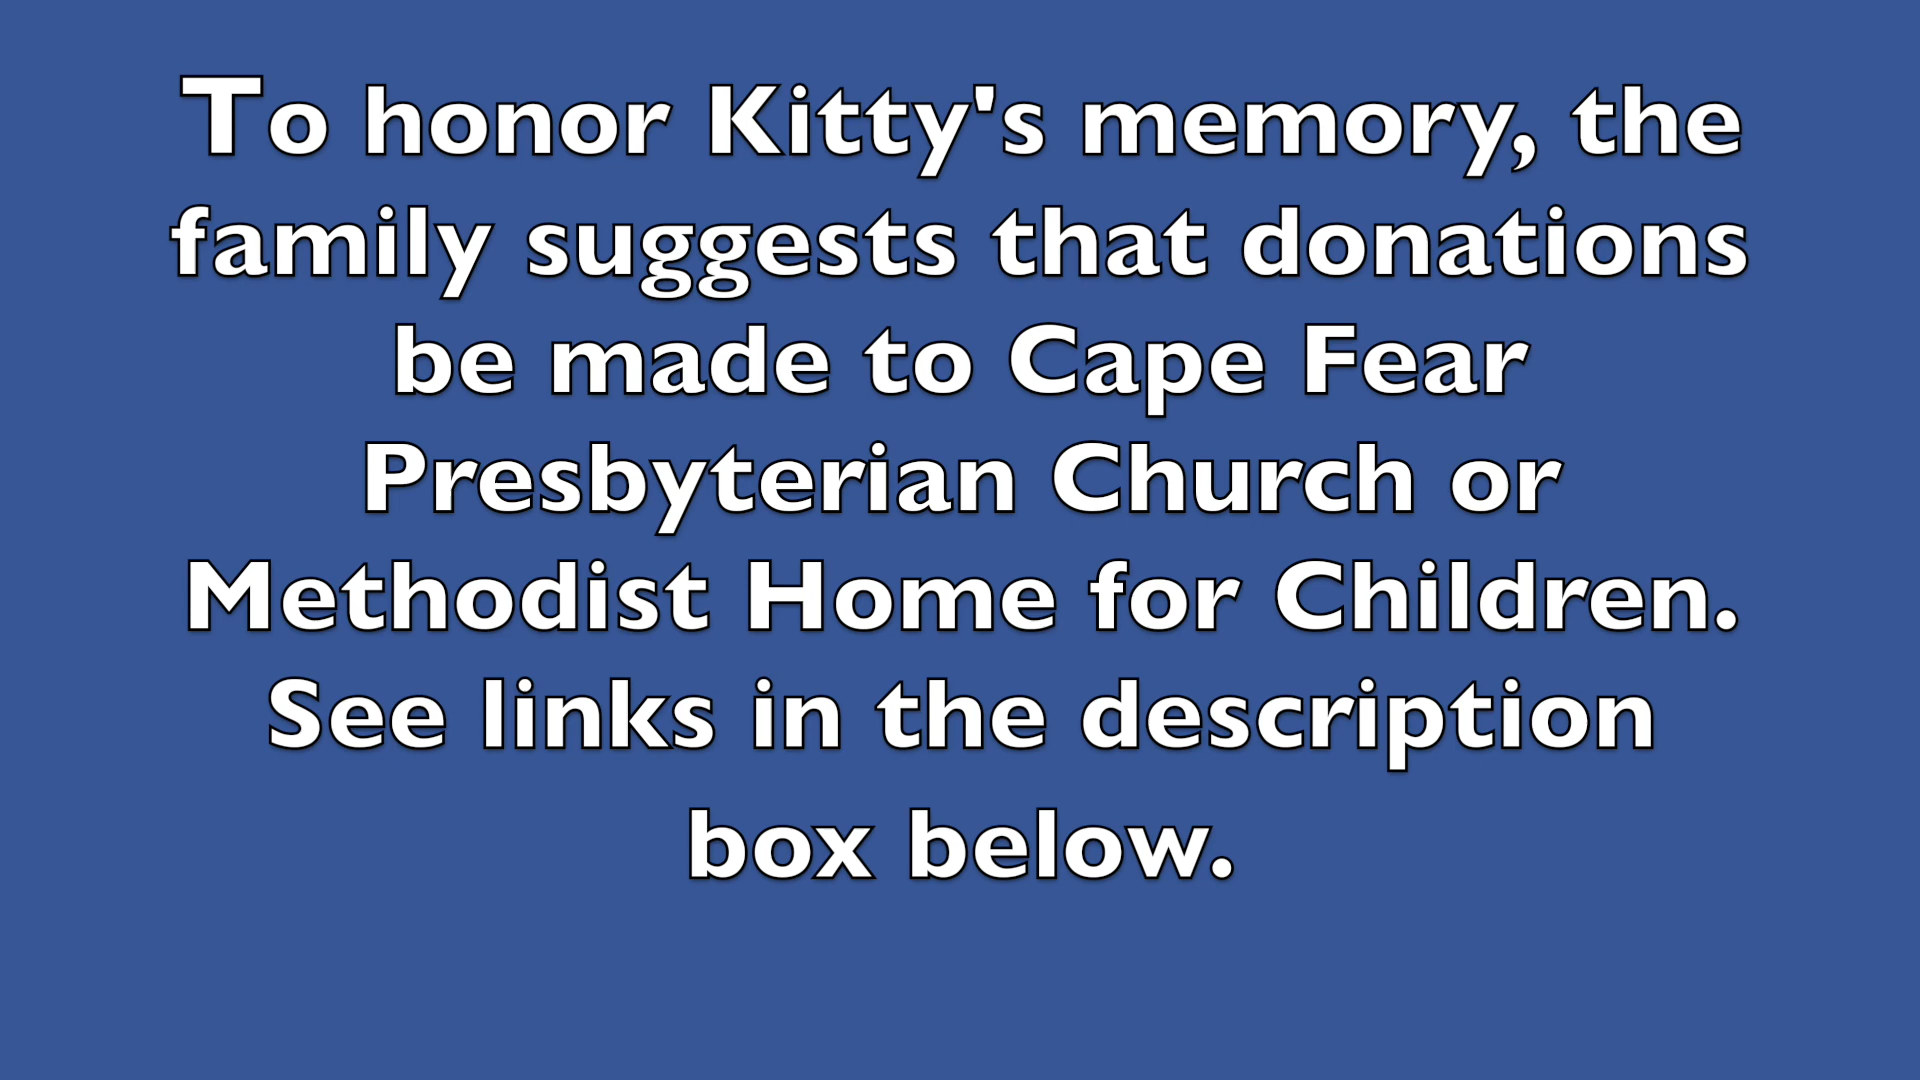 To honor Kitty's memory, the
family suggests that donations
be made to Cape Fear
Presbyterian Church or
Methodist Home for Children.
See links in the description
box below.